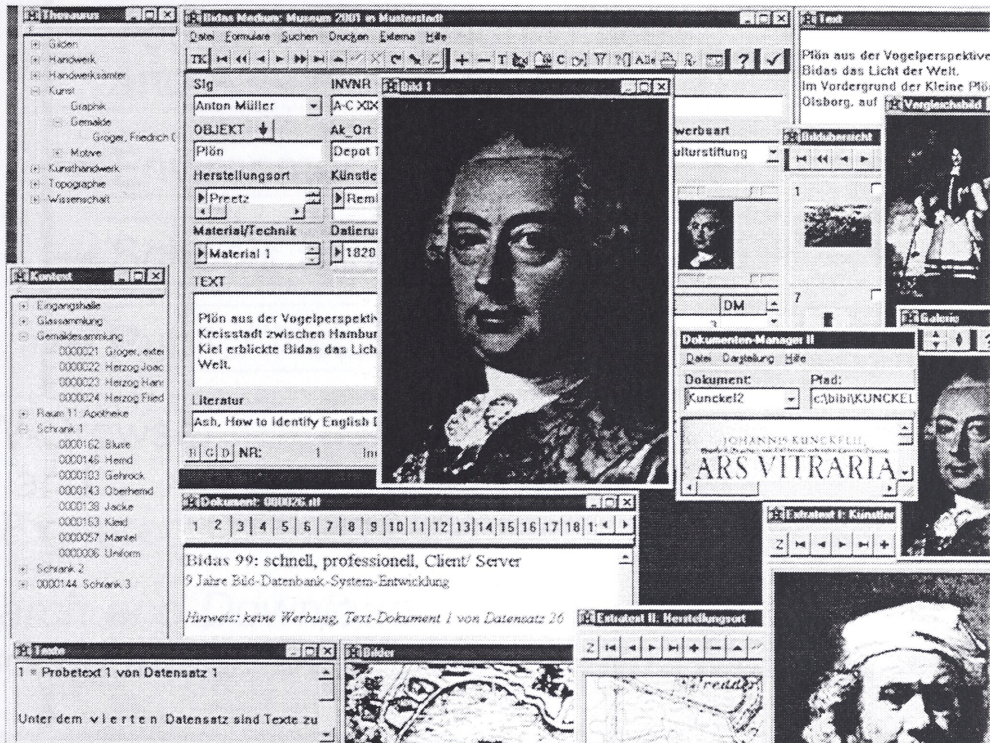 Thesaurus
Gilden
Handwerk
Handwerksämter
Kunst
Graphik
Gemälde
Groger, Friedrich C
Motive
Kunsthandwerk
Topographie
Wissenschaft
Kontext
Eingangshalle
Glassammlung
Gemäldesammlung
0000021 Groger, exter
0000022 Herzog Joac
0000023 Herzog Hans
0000024 Herzog Fried
Raum 11: Apotheke
Schrank 1
0000162 Bluse
0000146 Hemd
0000103 Gehrock
0000143 Oberhemd
0000138 Jacke
0000163 Kleid
0000057 Mantel
0000006 Uniform
Schrank 2
0000144 Schrank 3
Texte
1 = Probetext 1 von Datensatz 1
Unter dem v i e r t e n Datensatz sind Texte zu
Bidas Medium: Museum 2001 in Musterstadt
Datei Formulare Suchen Drucken Externa Hilfe
TK
Sig
INVNR
Anton Müller
A-C XIX
OBJEKT
Ak_Ort
werbsart
Plön
Depot 1
ulturstiftung
Herstellungsort
Künstle
Preetz
Rem
Material/Technik
Datieru
Material 1
1820
TEXT
Plön aus der Vogelperspektiv
Kreisstadt zwischen Hambur
Kiel erblickte Bidas das Lich
Welt.
DM
Literatur
Ash, How to identify English D
B G D NR: 1
Bild 1
Text
Plön aus der Vogelperspektive
Bidas das Licht der Welt.
Im Vordergrund der Kleine Plö
Olsborg, auf
Vergleichsbild
Bildübersicht
1
7
Galerie
Dokumenten-Manager II
Datei Darstellung Hilfe
Dokument:
Pfad:
Kunckel2
c:\bibl\KUNCKEL
JOHANNIS KUNCKELII,
ARS VITRARIA
Dokument: 000026.rtf
1 2 3 4 5 6 7 8 9 10 11 12 13 14 15 16 17 18 1
Bidas 99: schnell, professionell, Client/ Server
9 Jahre Bild-Datenbank-System-Entwicklung
Hinweis: keine Werbung, Text-Dokument 1 von Datensatz 26
Extratext I: Künstler
Z
Extratext II: Herstellungsort
Z
Bilder